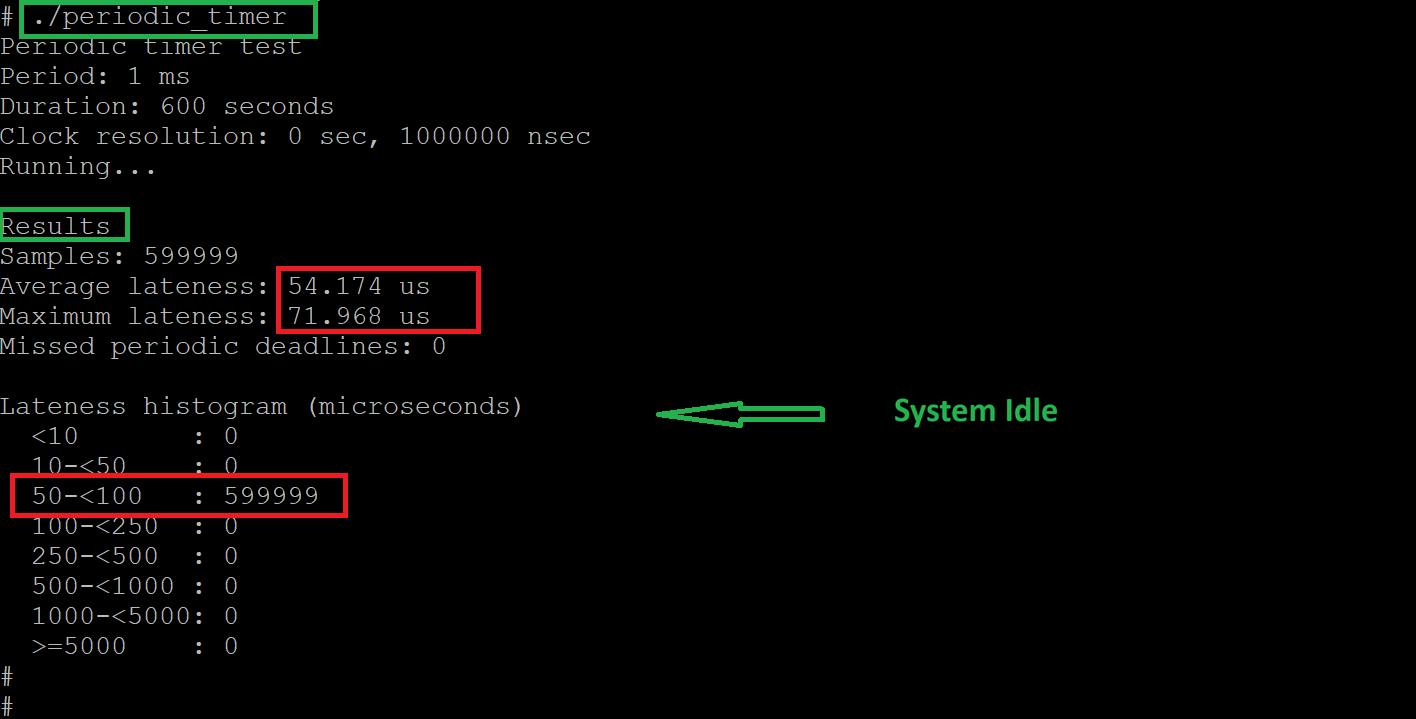 # ./periodic_timer
Periodic timer test
Period: 1 ms
Duration: 600 seconds
Clock resolution: 0 sec, 1000000 nsec
Running...
Results
Samples: 599999
Average lateness: 54.174 us
Maximum lateness: 71.968 us
Missed periodic deadlines: 0
Lateness histogram (microseconds)
System Idle
<10 : 0
10-<50 : 0
50-<100 : 599999
100-<250 : 0
250-<500 : 0
500-<1000 : 0
1000-<5000: 0
>=5000 : 0
#
#